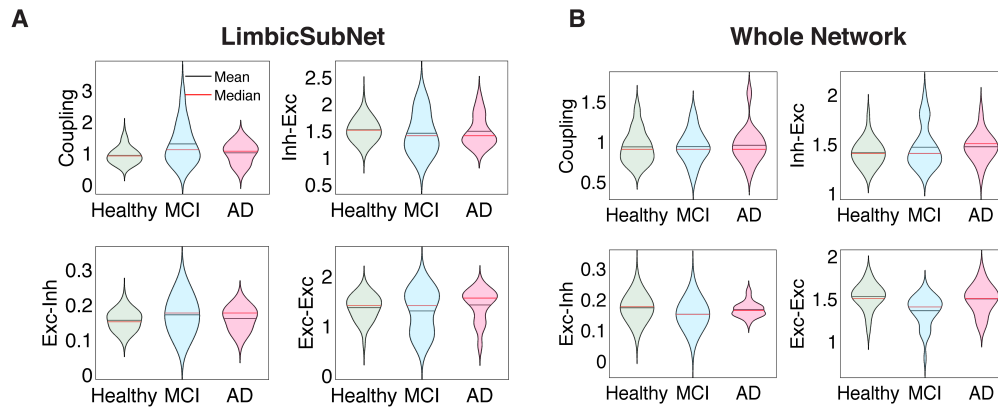 A
B
LimbicSubNet
Whole Network
Coupling
3
2
1
0
Mean
Median
Healthy MCI AD
Inh-Exc
2.5
2
1.5
1
0.5
Healthy MCI AD
Coupling
1.5
1
0.5
Healthy MCI AD
Inh-Exc
2
1.5
1
Healthy MCI AD
Exc-Inh
0.3
0.2
0.1
0
Healthy MCI AD
Exc-Exc
2
1
0
Healthy MCI AD
Exc-Inh
0.3
0.2
0.1
0
Healthy MCI AD
Exc-Exc
2
1.5
1
Healthy MCI AD